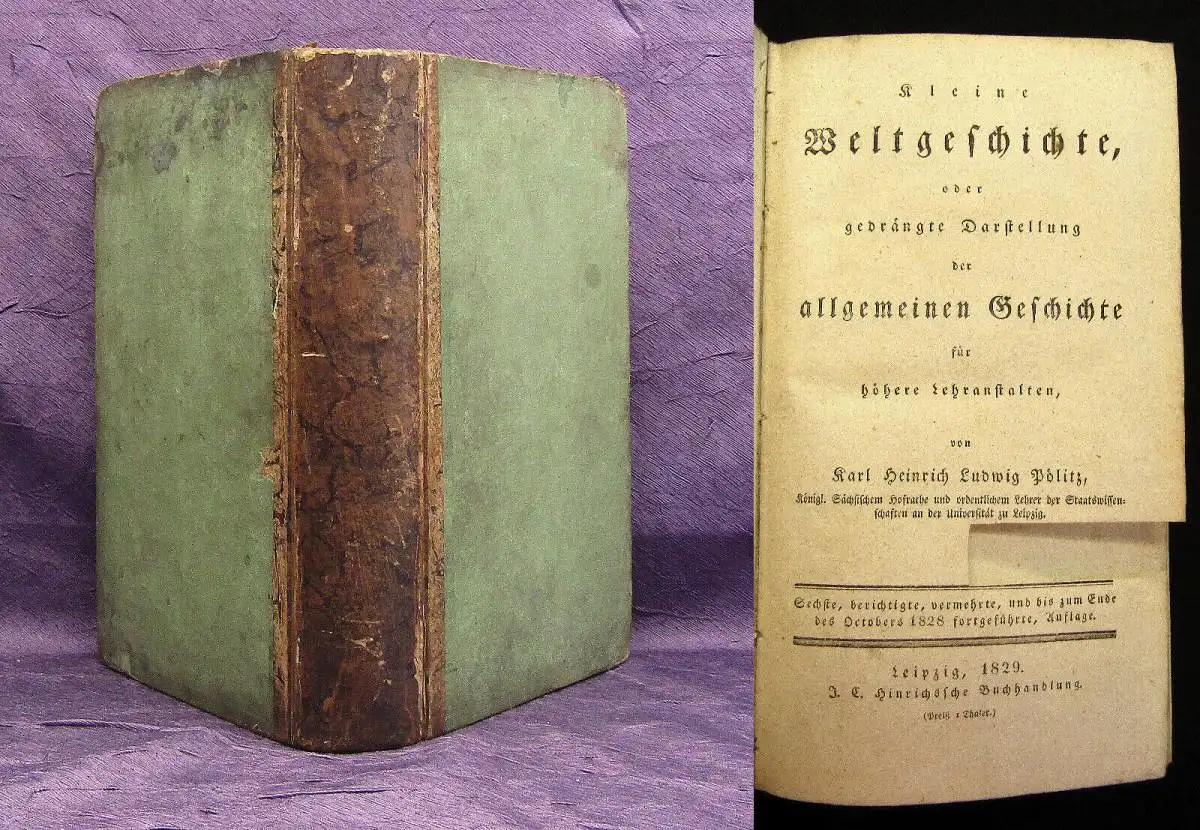 Kleine
Weltgeschichte,
oder
gedrängte Darstellung
der
allgemeinen Geschichte
für
höhere Lehranstalten,
von
Karl Heinrich Ludwig Pölitz,
Königl. Sächsischem Hofrathe und ordentlichem Lehrer der Staatswissen-
schaften an der Universität zu Leipzig.
Sechste, berichtigte, vermehrte, und bis zum Ende
des Octobers 1828 fortgeführte, Auflage.
Leipzig, 1829.
J. C. Hinrichssche Buchhandlung.
(Preiß 1 Thaler.)